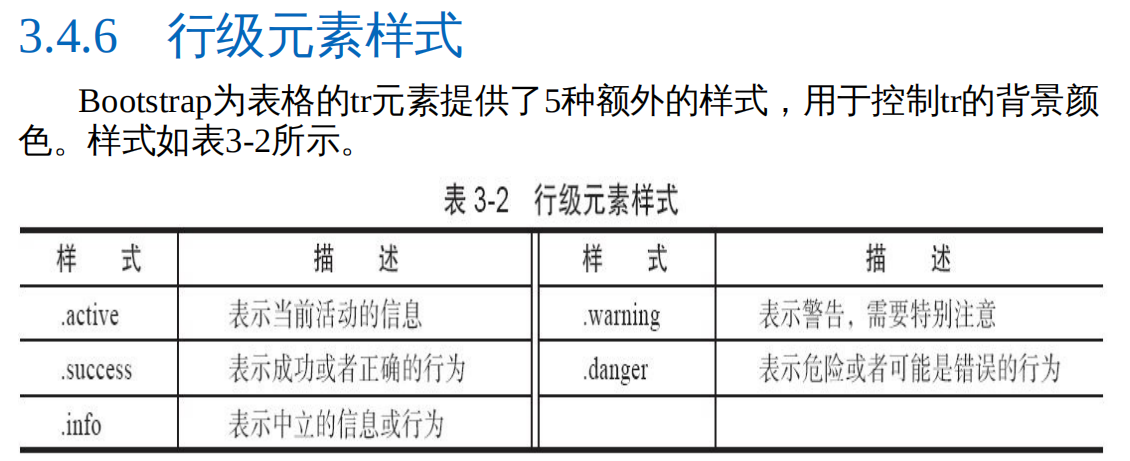 3.4.6 行级元素样式
Bootstrap为表格的tr元素提供了5种额外的样式，用于控制tr的背景颜
色。样式如表3-2所示。
表 3-2 行级元素样式
样 式 描 述 样 式 描 述
.active 表示当前活动的信息 .warning 表示警告，需要特别注意
.success 表示成功或者正确的行为 .danger 表示危险或者可能是错误的行为
.info 表示中立的信息或行为